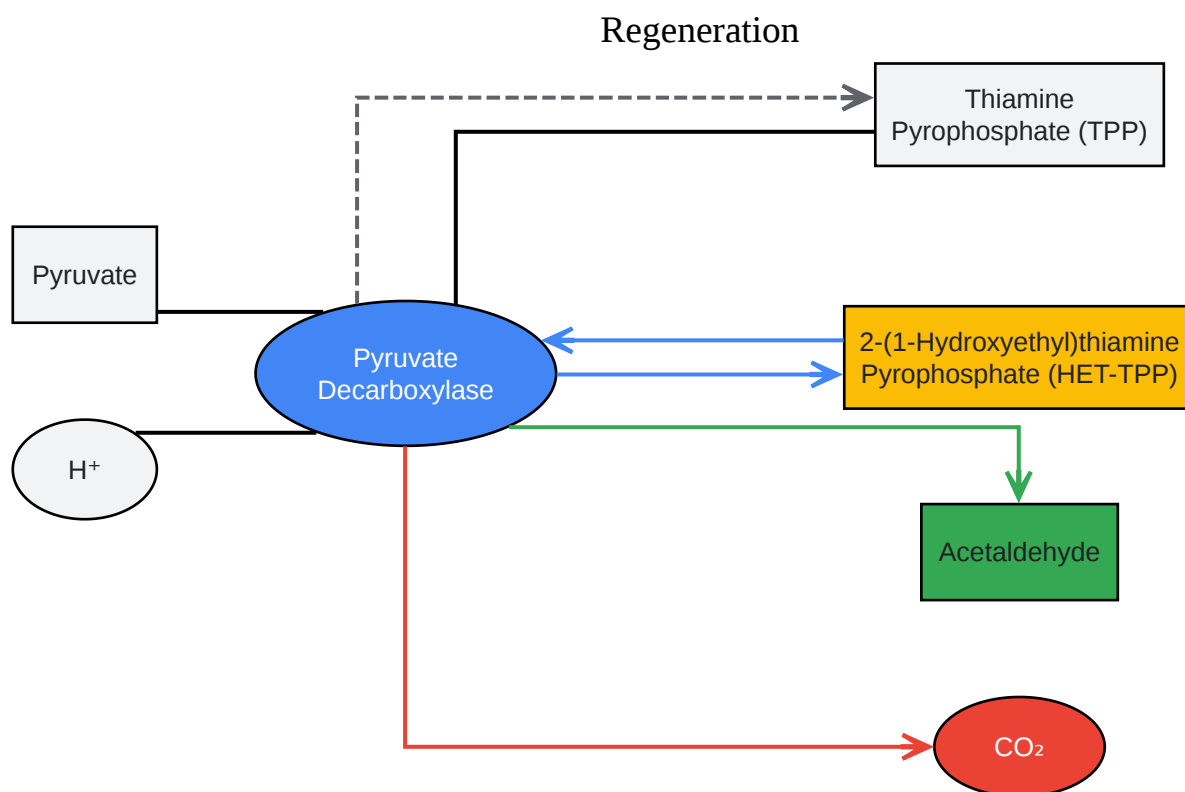 Regeneration
Thiamine
Pyrophosphate (TPP)
Pyruvate
Pyruvate
Decarboxylase
2-(1-Hydroxyethyl)thiamine
Pyrophosphate (HET-TPP)
H⁺
Acetaldehyde
CO₂